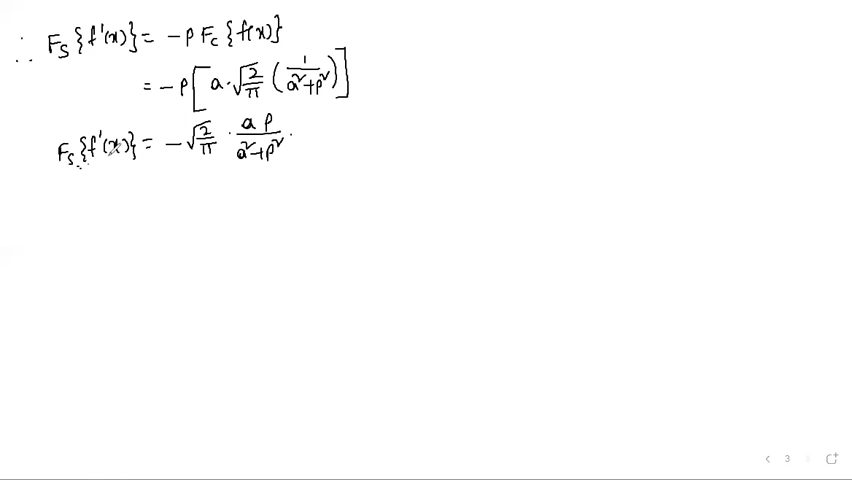 ∴ F_s{f'(x)} = -p F_c{f(x)}
= -p[a·√(2/π) (1/(a²+p²))]
F_s{f'(x)} = -√(2/π) · ap/(a²+p²).
3